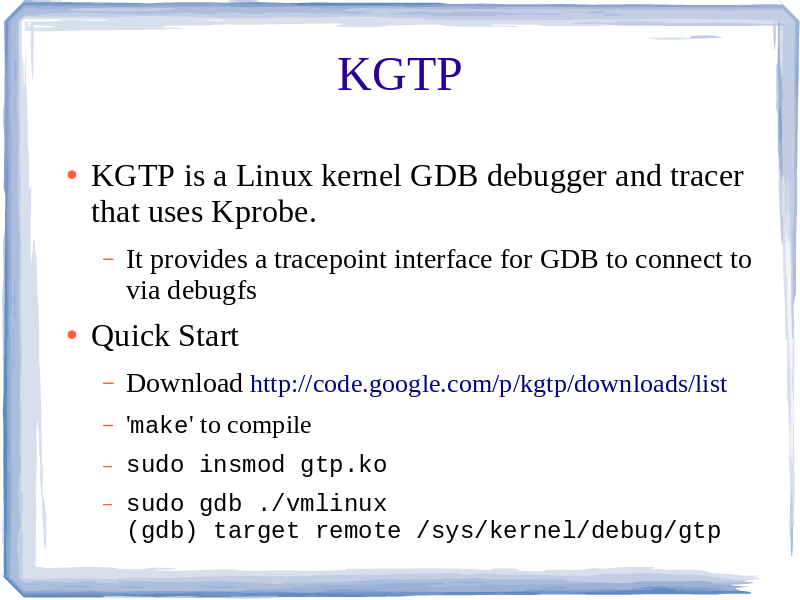 KGTP
• KGTP is a Linux kernel GDB debugger and tracer
that uses Kprobe.
– It provides a tracepoint interface for GDB to connect to
via debugfs
• Quick Start
– Download http://code.google.com/p/kgtp/downloads/list
– 'make' to compile
– sudo insmod gtp.ko
– sudo gdb ./vmlinux
(gdb) target remote /sys/kernel/debug/gtp